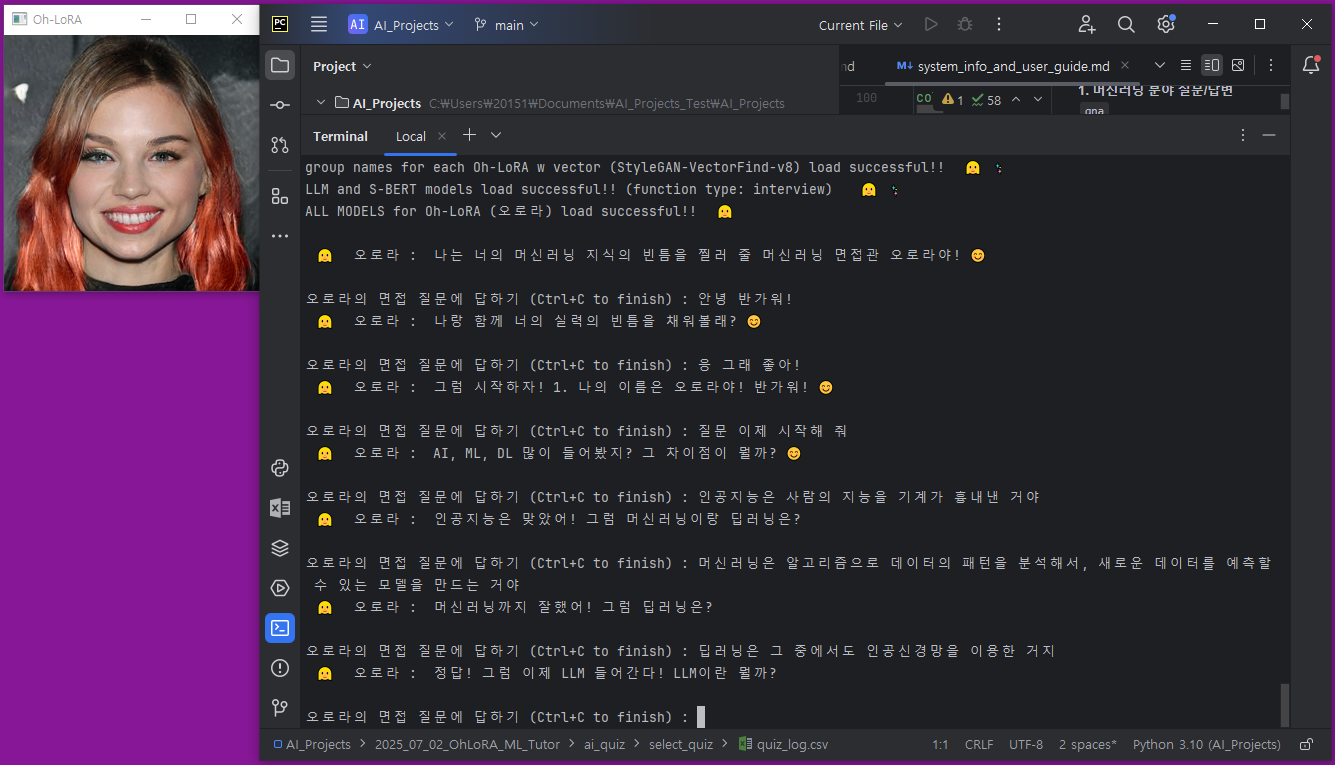 Oh-LoRA
PC
AI AI_Projects
main
Current File
Project
nd
M↓ system_info_and_user_guide.md
AI_Projects C:₩Users₩20151₩Documents₩AI_Projects_Test₩AI_Projects
100
1 58
1. 머신러닝 분야 질문/답변
qna
Terminal Local
group names for each Oh-LoRA w vector (StyleGAN-VectorFind-v8) load successful!!
LLM and S-BERT models load successful!! (function type: interview)
ALL MODELS for Oh-LoRA (오로라) load successful!!
오로라 : 나는 너의 머신러닝 지식의 빈틈을 찔러 줄 머신러닝 면접관 오로라야! 😊
오로라의 면접 질문에 답하기 (Ctrl+C to finish) : 안녕 반가워!
오로라 : 나랑 함께 너의 실력의 빈틈을 채워볼래? 😊
오로라의 면접 질문에 답하기 (Ctrl+C to finish) : 응 그래 좋아!
오로라 : 그럼 시작하자! 1. 나의 이름은 오로라야! 반가워! 😊
오로라의 면접 질문에 답하기 (Ctrl+C to finish) : 질문 이제 시작해 줘
오로라 : AI, ML, DL 많이 들어봤지? 그 차이점이 뭘까? 😊
오로라의 면접 질문에 답하기 (Ctrl+C to finish) : 인공지능은 사람의 지능을 기계가 흉내낸 거야
오로라 : 인공지능은 맞았어! 그럼 머신러닝이랑 딥러닝은?
오로라의 면접 질문에 답하기 (Ctrl+C to finish) : 머신러닝은 알고리즘으로 데이터의 패턴을 분석해서, 새로운 데이터를 예측할
수 있는 모델을 만드는 거야
오로라 : 머신러닝까지 잘했어! 그럼 딥러닝은?
오로라의 면접 질문에 답하기 (Ctrl+C to finish) : 딥러닝은 그 중에서도 인공신경망을 이용한 거지
오로라 : 정답! 그럼 이제 LLM 들어간다! LLM이란 뭘까?
오로라의 면접 질문에 답하기 (Ctrl+C to finish) :
AI_Projects > 2025_07_02_OhLoRA_ML_Tutor > ai_quiz > select_quiz > quiz_log.csv
1:1 CRLF UTF-8 2 spaces* Python 3.10 (AI_Projects)